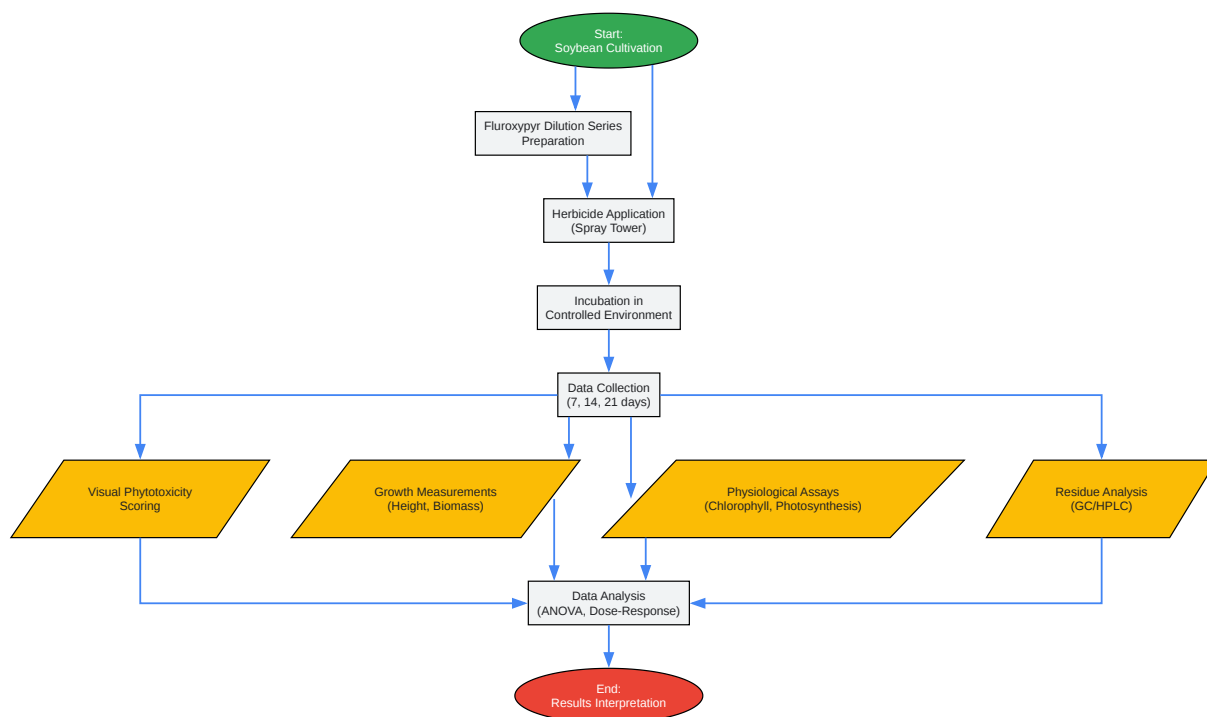 Start:
Soybean Cultivation
Fluroxypyr Dilution Series
Preparation
Herbicide Application
(Spray Tower)
Incubation in
Controlled Environment
Data Collection
(7, 14, 21 days)
Visual Phytotoxicity
Scoring
Growth Measurements
(Height, Biomass)
Physiological Assays
(Chlorophyll, Photosynthesis)
Residue Analysis
(GC/HPLC)
Data Analysis
(ANOVA, Dose-Response)
End:
Results Interpretation